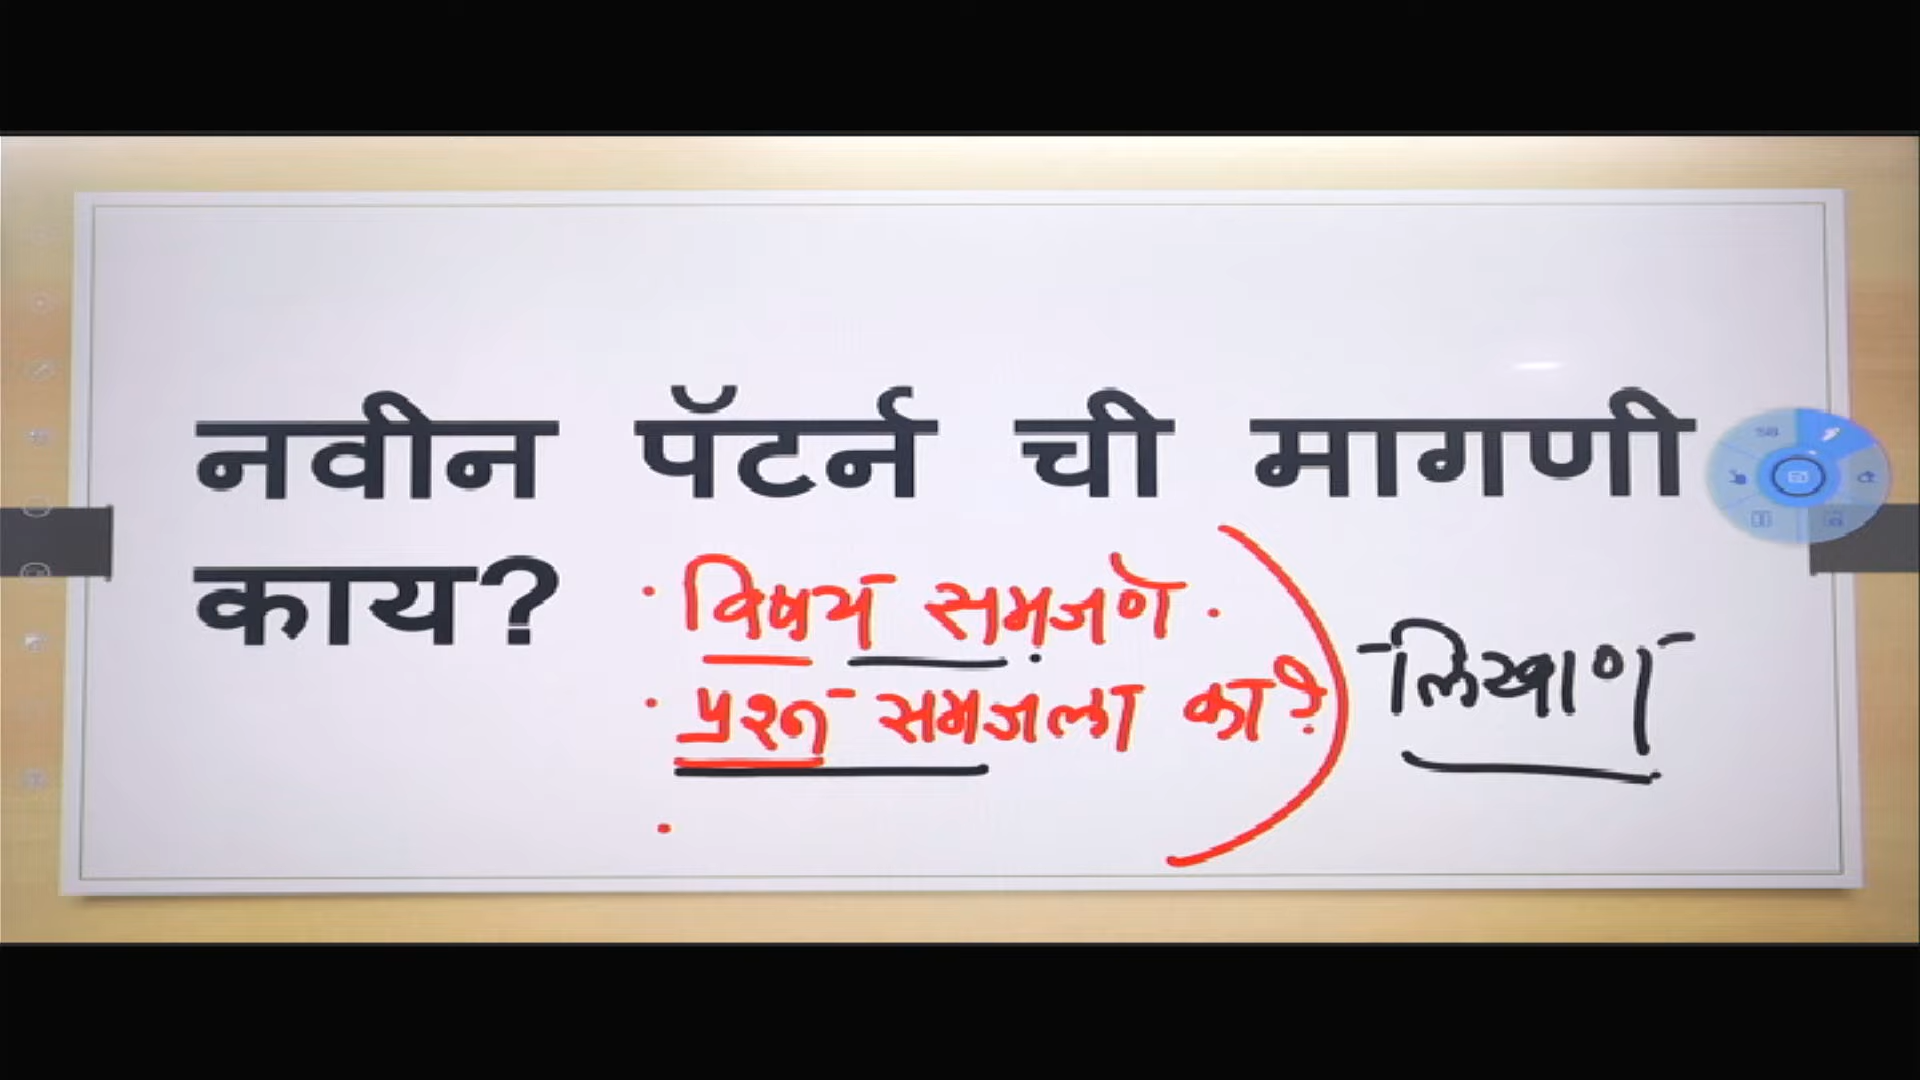 नवीन पॅटर्न ची मागणी
काय?
· विषय समजणे ·
· प्रश्न समजला का?
लिखाण